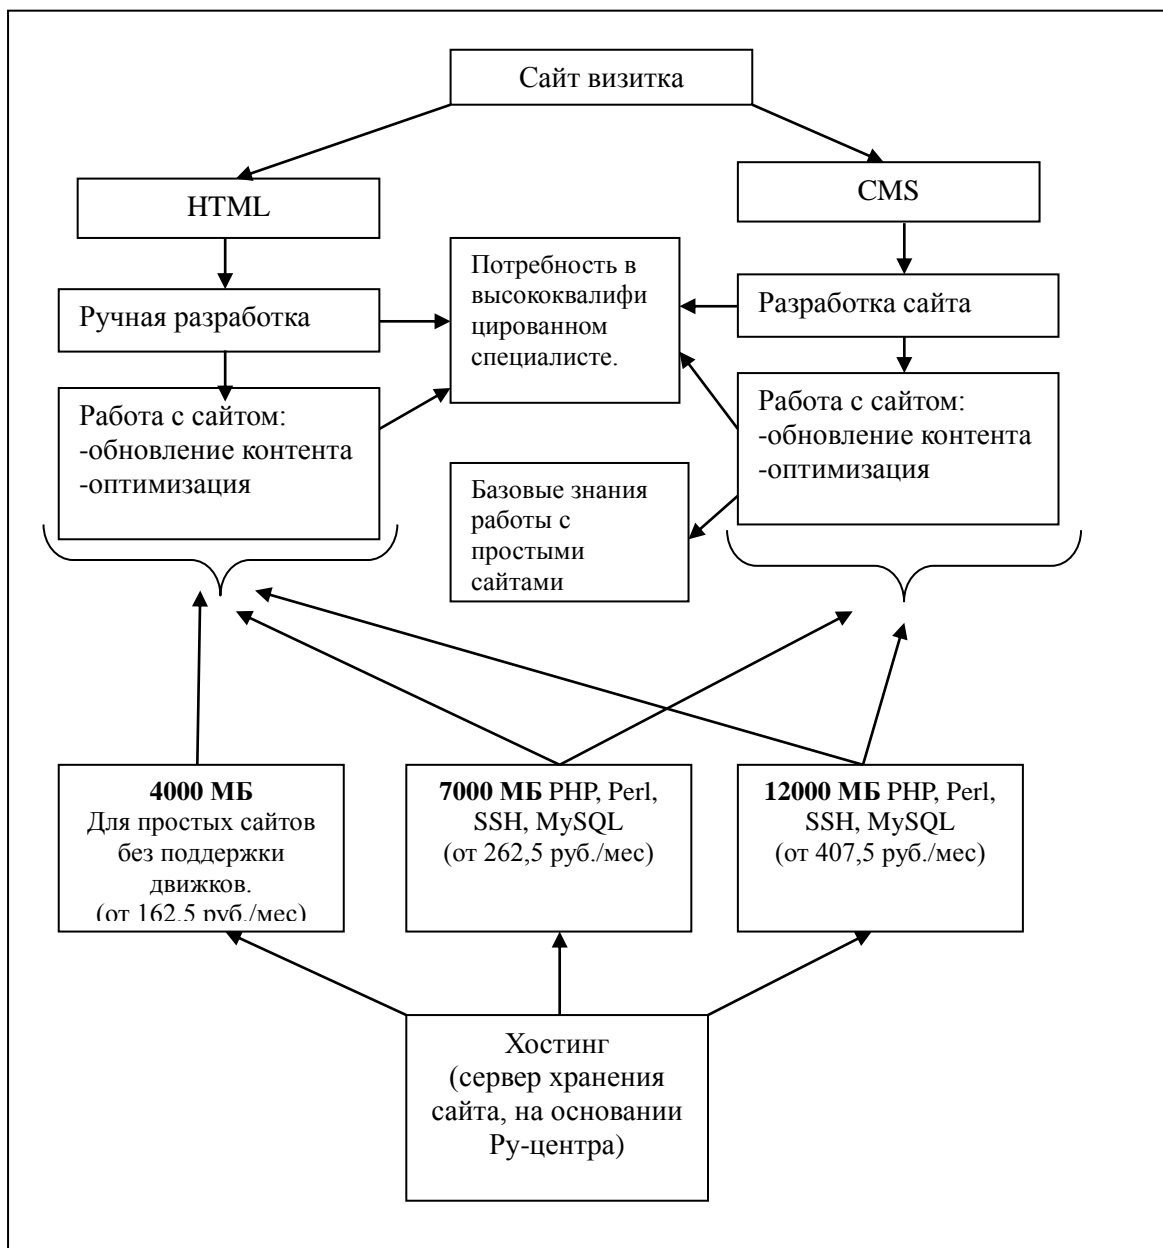 Сайт визитка
HTML
CMS
Потребность в
высококвалифи
цированном
специалисте.
Ручная разработка
Разработка сайта
Работа с сайтом:
-обновление контента
-оптимизация
Работа с сайтом:
-обновление контента
-оптимизация
Базовые знания
работы с
простыми
сайтами
4000 МБ
Для простых сайтов
без поддержки
движков.
(от 162,5 руб./мес)
7000 МБ PHP, Perl,
SSH, MySQL
(от 262,5 руб./мес)
12000 МБ PHP, Perl,
SSH, MySQL
(от 407,5 руб./мес)
Хостинг
(сервер хранения
сайта, на основании
Ру-центра)